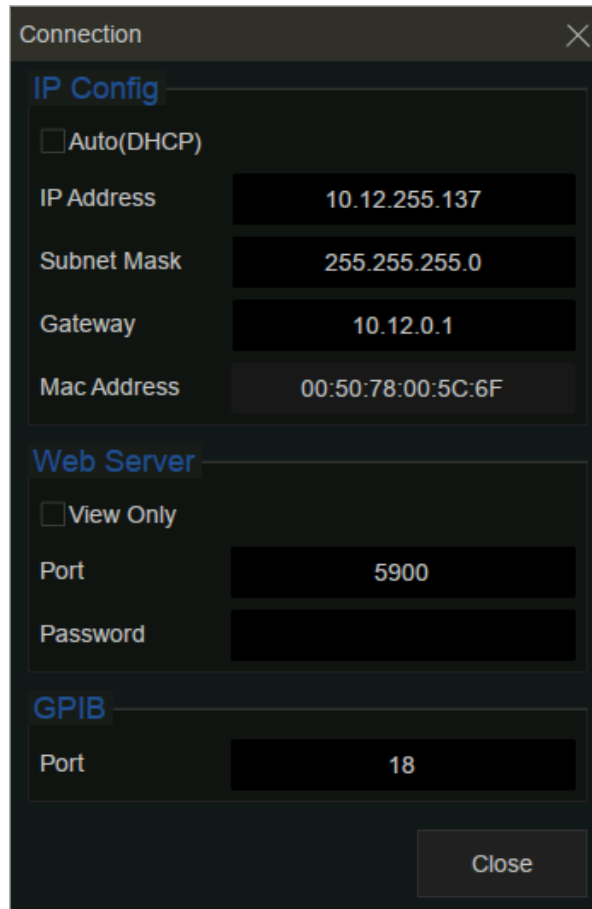 Connection
IP Config
Auto(DHCP)
IP Address 10.12.255.137
Subnet Mask 255.255.255.0
Gateway 10.12.0.1
Mac Address 00:50:78:00:5C:6F
Web Server
View Only
Port 5900
Password
GPIB
Port 18
Close